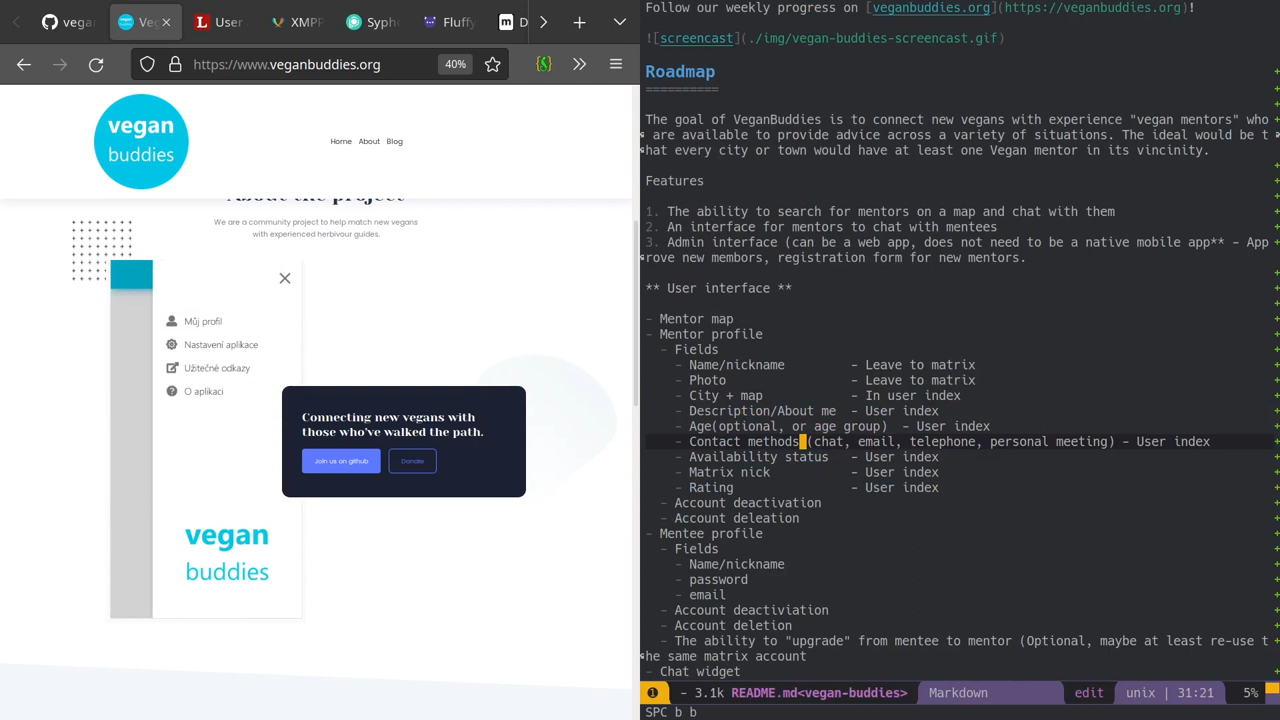 vegan
Veg
User
XMPP
Sypho
Fluffy
D
https://www.veganbuddies.org
40%
vegan
buddies
Home
About
Blog
About the project
We are a community project to help match new vegans
with experienced herbivour guides.
Můj profil
Nastavení aplikace
Užitečné odkazy
O aplikaci
Connecting new vegans with
those who've walked the path.
Join us on github
Donate
vegan
buddies
Follow our weekly progress on [veganbuddies.org](https://veganbuddies.org)!
![screencast](./img/vegan-buddies-screencast.gif)
Roadmap
==========
The goal of VeganBuddies is to connect new vegans with experience "vegan mentors" who
are available to provide advice across a variety of situations. The ideal would be t
hat every city or town would have at least one Vegan mentor in its vincinity.
Features
1. The ability to search for mentors on a map and chat with them
2. An interface for mentors to chat with mentees
3. Admin interface (can be a web app, does not need to be a native mobile app** - App
rove new membors, registration form for new mentors.
** User interface **
- Mentor map
- Mentor profile
- Fields
- Name/nickname - Leave to matrix
- Photo - Leave to matrix
- City + map - In user index
- Description/About me - User index
- Age(optional, or age group) - User index
- Contact methods (chat, email, telephone, personal meeting) - User index
- Availability status - User index
- Matrix nick - User index
- Rating - User index
- Account deactivation
- Account deleation
- Mentee profile
- Fields
- Name/nickname
- password
- email
- Account deactiviation
- Account deletion
- The ability to "upgrade" from mentee to mentor (Optional, maybe at least re-use t
he same matrix account
- Chat widget
1 - 3.1k README.md<vegan-buddies> Markdown edit unix | 31:21 5%
SPC b b